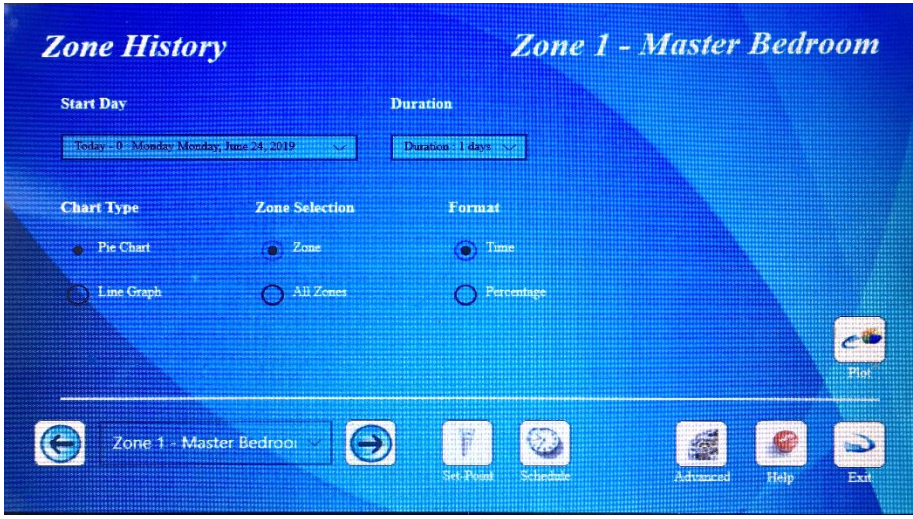 Zone History
Zone 1 - Master Bedroom
Start Day
Duration
Today - 0 Monday Monday, June 24, 2019
Duration : 1 days
Chart Type
Zone Selection
Format
Pie Chart
Zone
Time
Line Graph
All Zones
Percentage
Plot
Zone 1 - Master Bedroo
Set-Point
Schedule
Advanced
Help
Exit